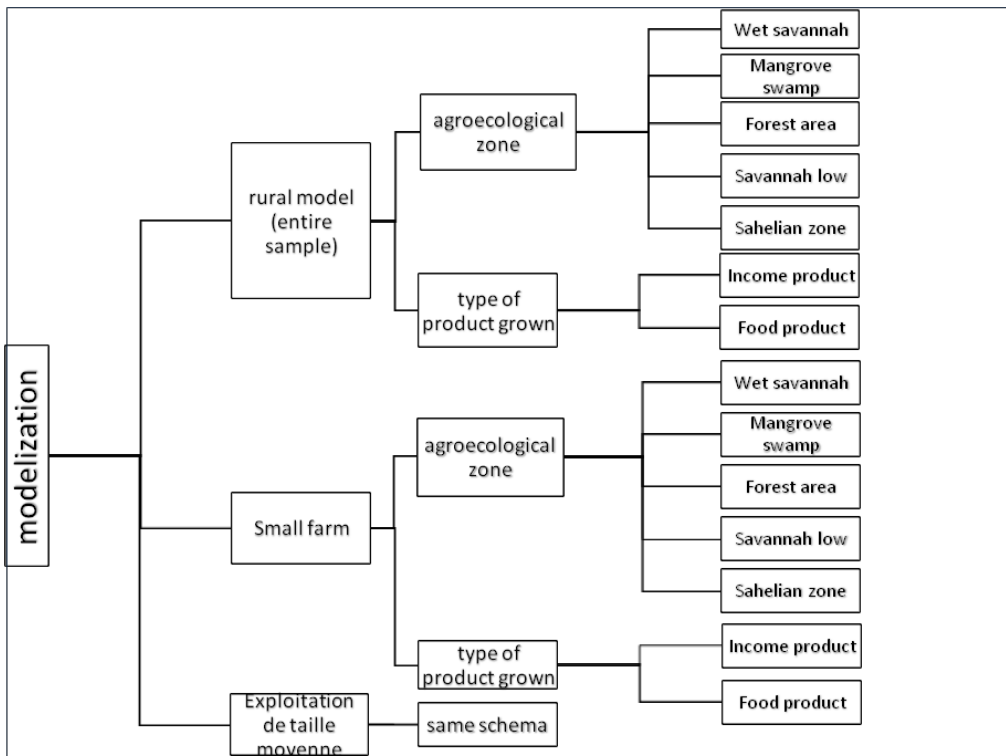 modelization
rural model
(entire
sample)
agroecological
zone
Wet savannah
Mangrove
swamp
Forest area
Savannah low
Sahelian zone
type of
product grown
Income product
Food product
Small farm
agroecological
zone
Wet savannah
Mangrove
swamp
Forest area
Savannah low
Sahelian zone
type of
product grown
Income product
Food product
Exploitation
de taille
moyenne
same schema